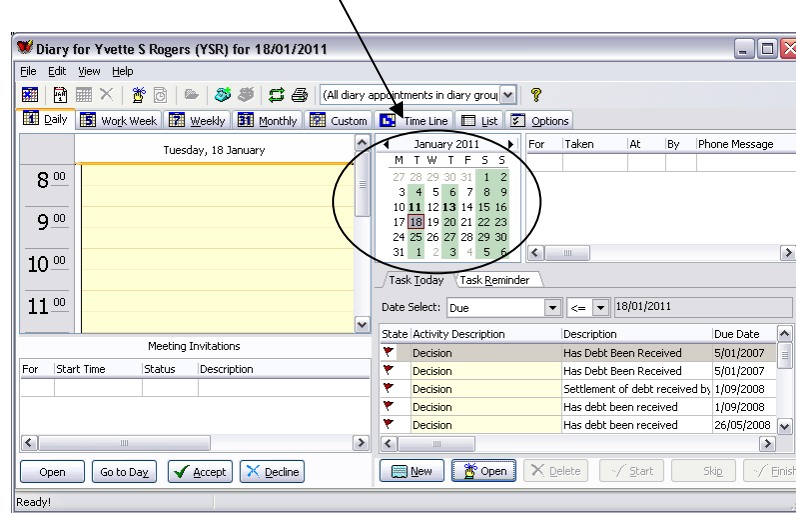 Diary for Yvette S Rogers (YSR) for 18/01/2011
File Edit View Help
(All diary appointments in diary group
Daily Work Week Weekly Monthly Custom Time Line List Options
Tuesday, 18 January
8 00
9 00
10 00
11 00
January 2011
M T W T F S S
27 28 29 30 31 1 2
3 4 5 6 7 8 9
10 11 12 13 14 15 16
17 18 19 20 21 22 23
24 25 26 27 28 29 30
31 1 2 3 4 5 6
For Taken At By Phone Message
Meeting Invitations
For Start Time Status Description
Task Today Task Reminder
Date Select: Due <= 18/01/2011
State Activity Description Description Due Date
Decision Has Debt Been Received 5/01/2007
Decision Has Debt Been Received 5/01/2007
Decision Settlement of debt received by 1/09/2008
Decision Has debt been received 1/09/2008
Decision Has debt been received 26/05/2008
Open Go to Day Accept Decline
New Open Delete Start Skip Finish
Ready!